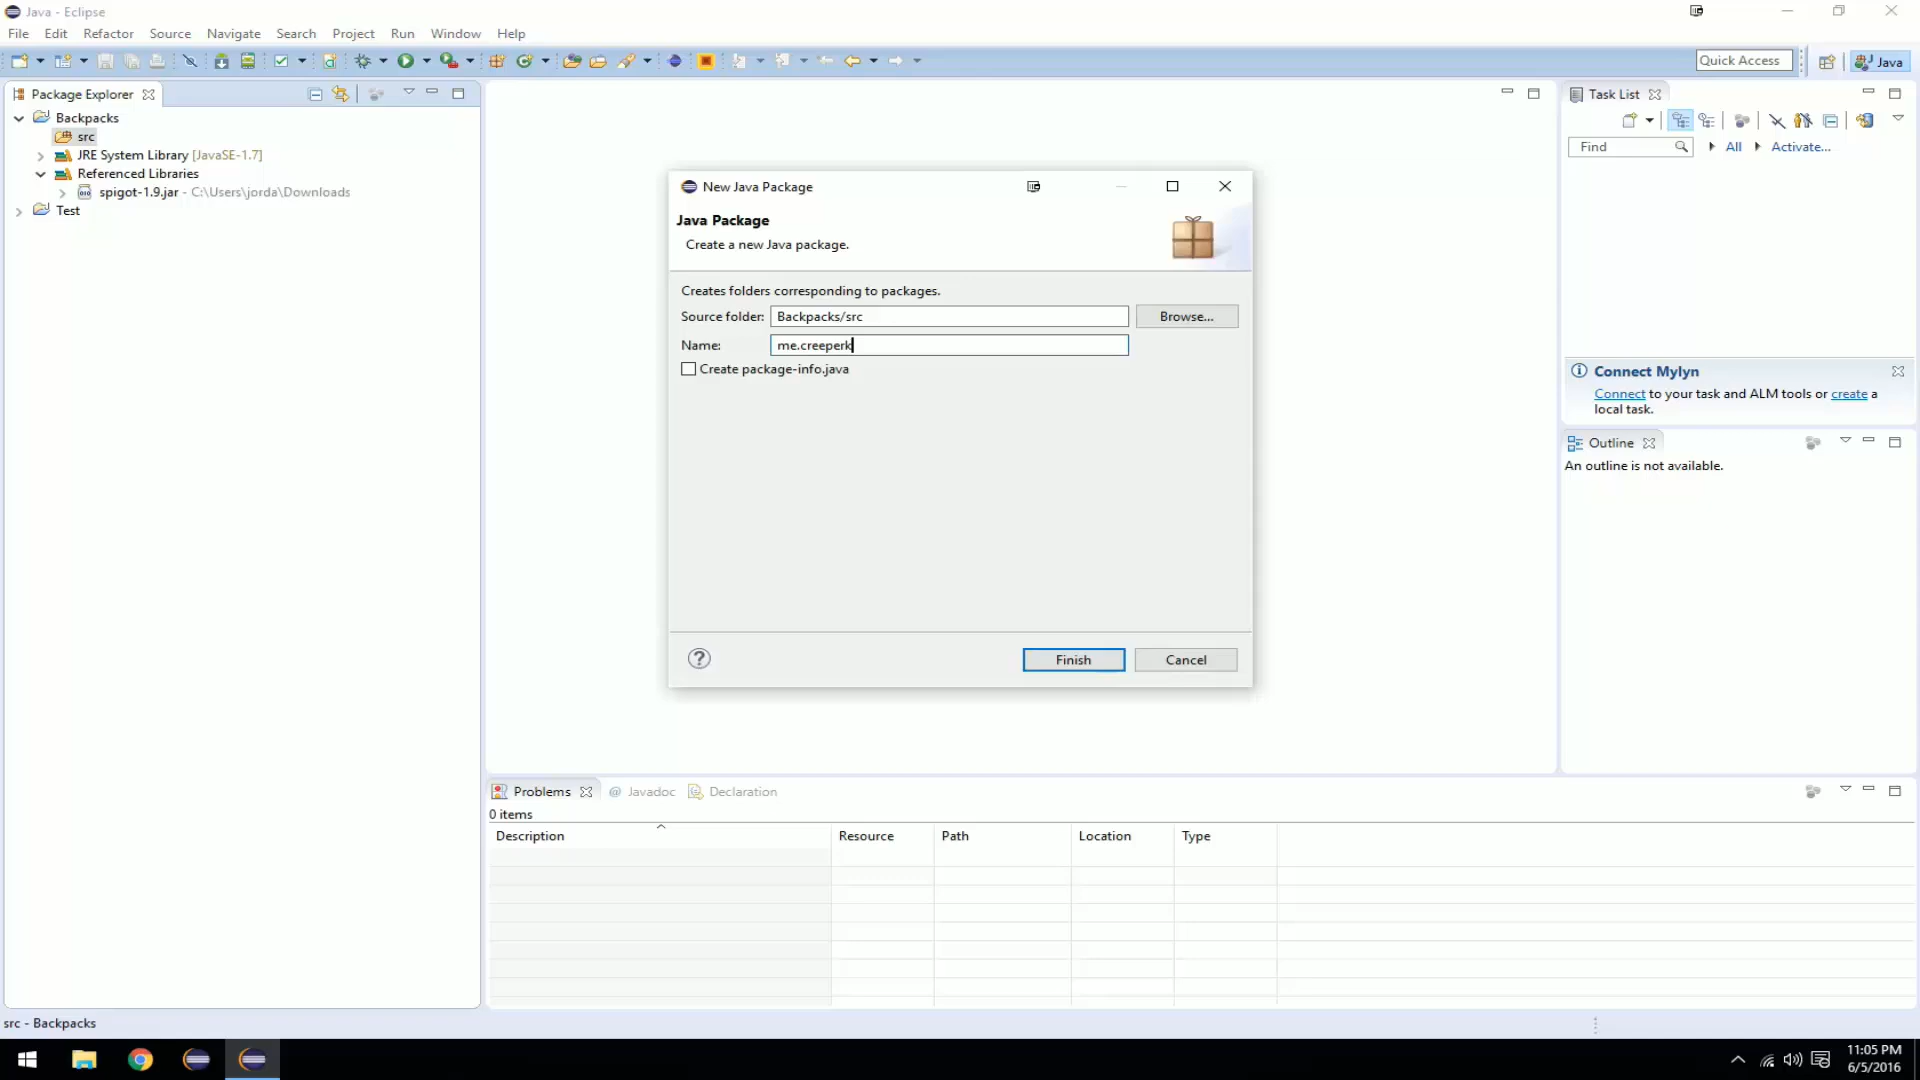 Java - Eclipse
File Edit Refactor Source Navigate Search Project Run Window Help
Quick Access
Java
Package Explorer
Backpacks
src
JRE System Library [JavaSE-1.7]
Referenced Libraries
spigot-1.9.jar - C:\Users\jorda\Downloads
Test
New Java Package
Java Package
Create a new Java package.
Creates folders corresponding to packages.
Source folder: Backpacks/src Browse...
Name: me.creeperk
Create package-info.java
? Finish Cancel
Task List
Find All Activate...
Connect Mylyn
Connect to your task and ALM tools or create a
local task.
Outline
An outline is not available.
Problems @ Javadoc Declaration
0 items
Description Resource Path Location Type
src - Backpacks
11:05 PM
6/5/2016